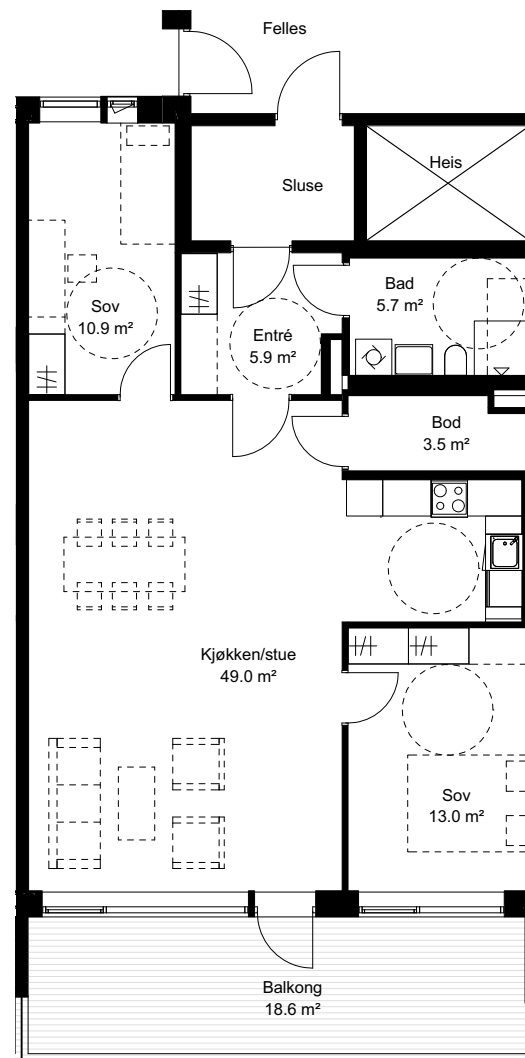 Felles
Heis
Sluse
Bad
5.7 m²
Sov
10.9 m²
Entré
5.9 m²
Bod
3.5 m²
Kjøkken/stue
49.0 m²
Sov
13.0 m²
Balkong
18.6 m²